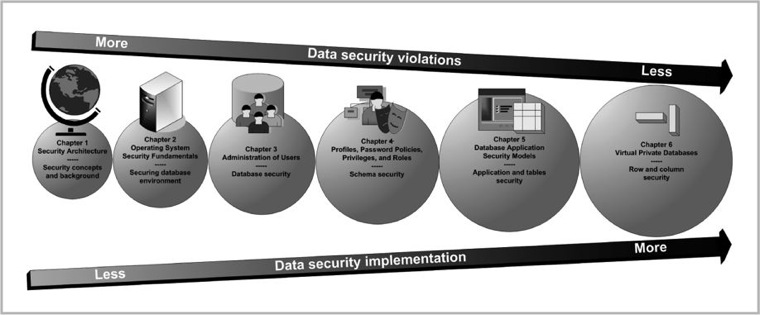 More
Data security violations
Less
Chapter 1
Security Architecture
-----
Security concepts
and background
Chapter 2
Operating System
Security Fundamentals
-----
Securing database
environment
Chapter 3
Administration of Users
-----
Database security
Chapter 4
Profiles, Password Policies,
Privileges, and Roles
-----
Schema security
Chapter 5
Database Application
Security Models
-----
Application and tables
security
Chapter 6
Virtual Private Databases
-----
Row and column
security
Less
Data security implementation
More